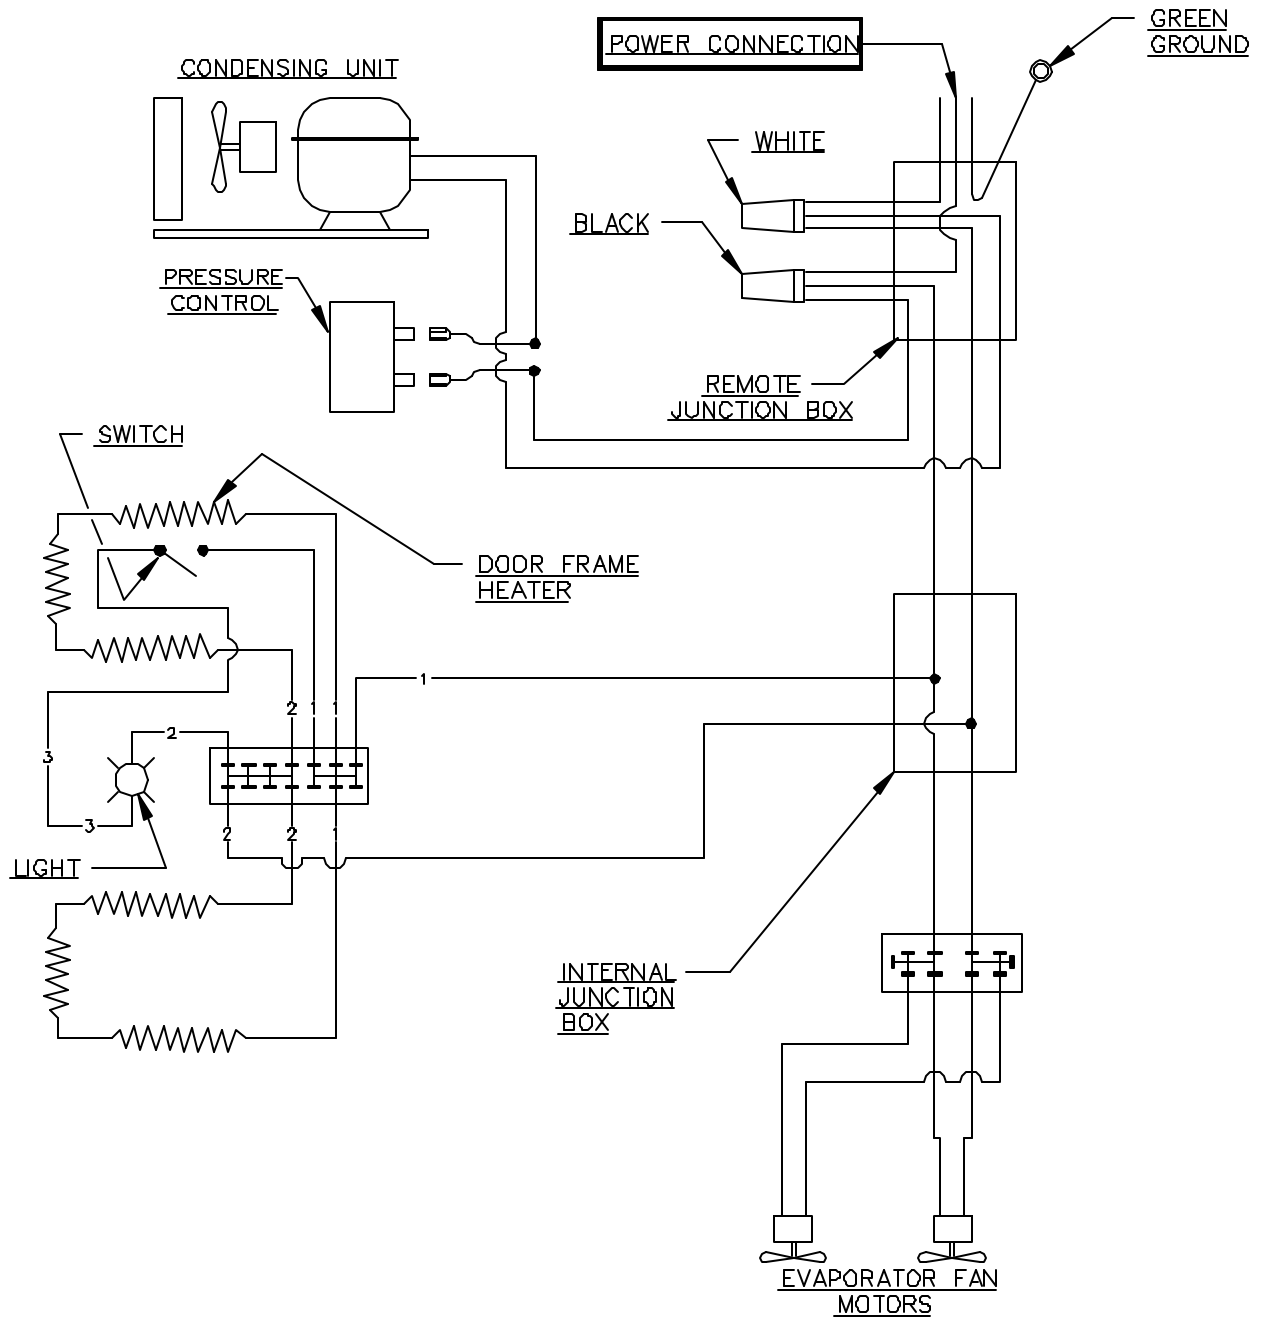 POWER CONNECTION
GREEN
GROUND
CONDENSING UNIT
WHITE
BLACK
PRESSURE
CONTROL
REMOTE
JUNCTION BOX
SWITCH
DOOR FRAME
HEATER
1
2 1 1
2
3
3
2 2 1
LIGHT
INTERNAL
JUNCTION
BOX
EVAPORATOR FAN
MOTORS